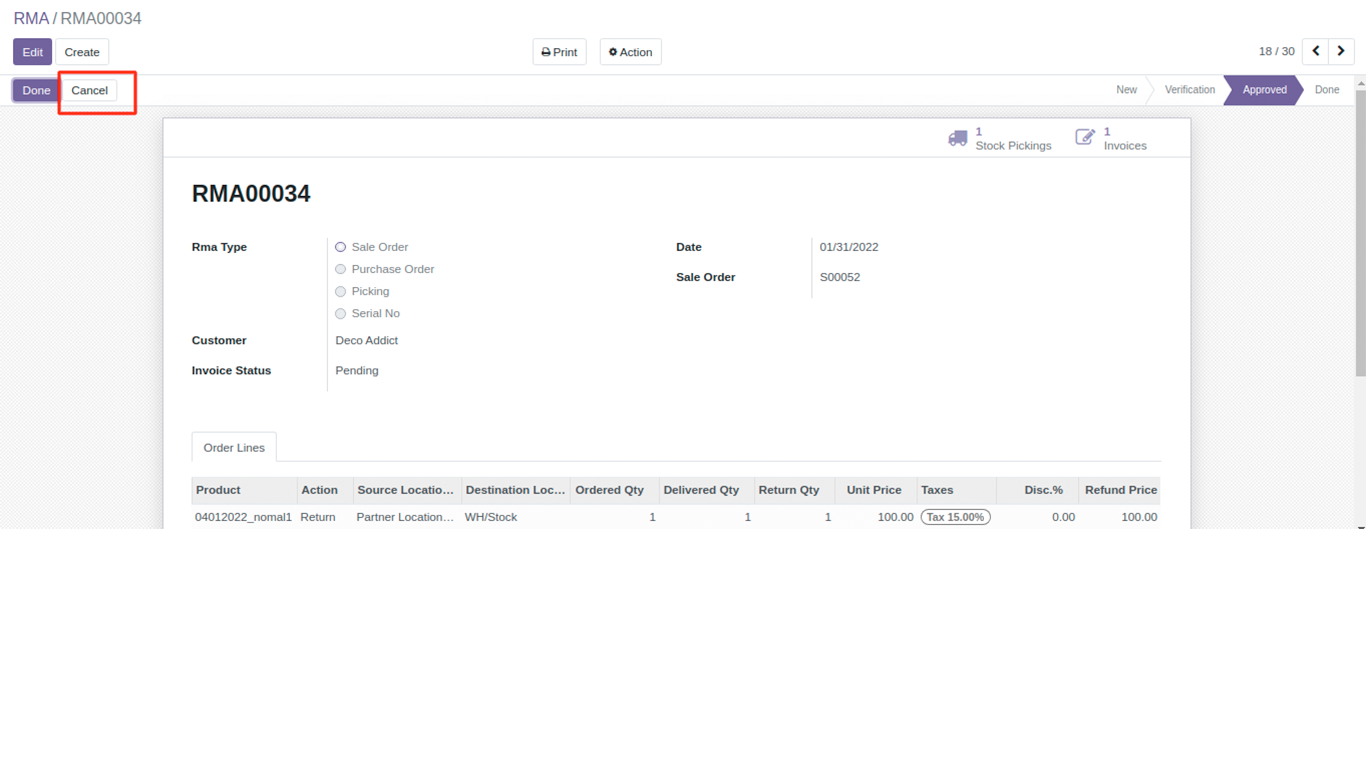 RMA / RMA00034
Edit Create Print Action 18 / 30
Done Cancel New Verification Approved Done
1 Stock Pickings 1 Invoices
RMA00034
Rma Type Sale Order Date 01/31/2022
Purchase Order Sale Order S00052
Picking
Serial No
Customer Deco Addict
Invoice Status Pending
Order Lines
Product Action Source Locatio... Destination Loc... Ordered Qty Delivered Qty Return Qty Unit Price Taxes Disc.% Refund Price
04012022_nomal1 Return Partner Location... WH/Stock 1 1 1 100.00 Tax 15.00% 0.00 100.00